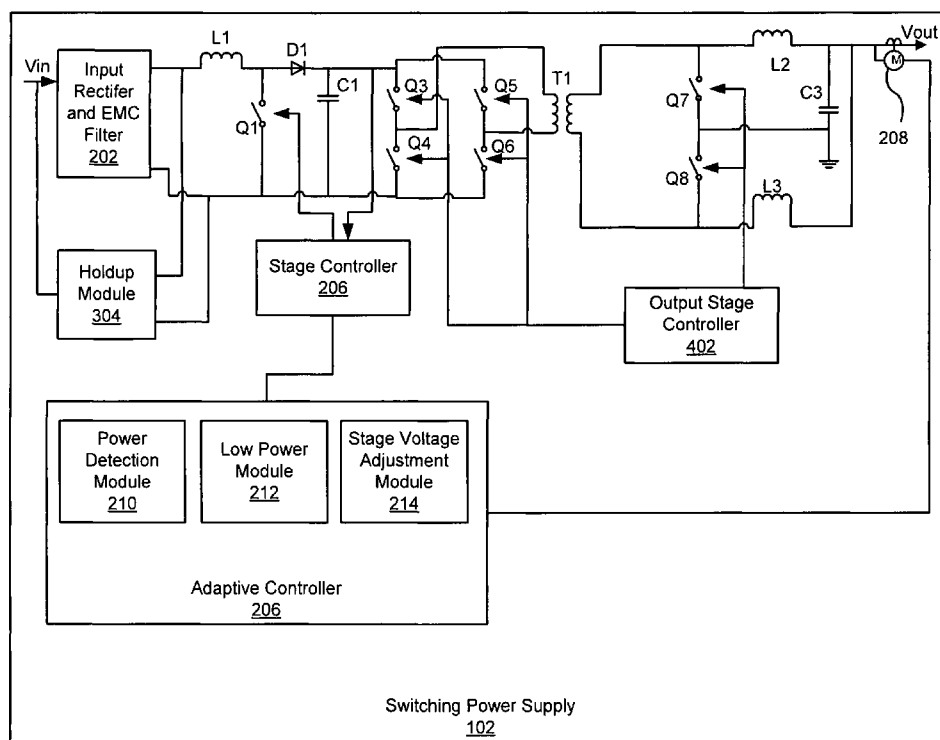 L1
D1
Vin
Input
Rectifer
and EMC
Filter
202
Q1
C1
Q3
Q4
Q5
Q6
T1
Q7
Q8
L2
L3
C3
Vout
M
208
Holdup
Module
304
Stage Controller
206
Output Stage
Controller
402
Power
Detection
Module
210
Low Power
Module
212
Stage Voltage
Adjustment
Module
214
Adaptive Controller
206
Switching Power Supply
102